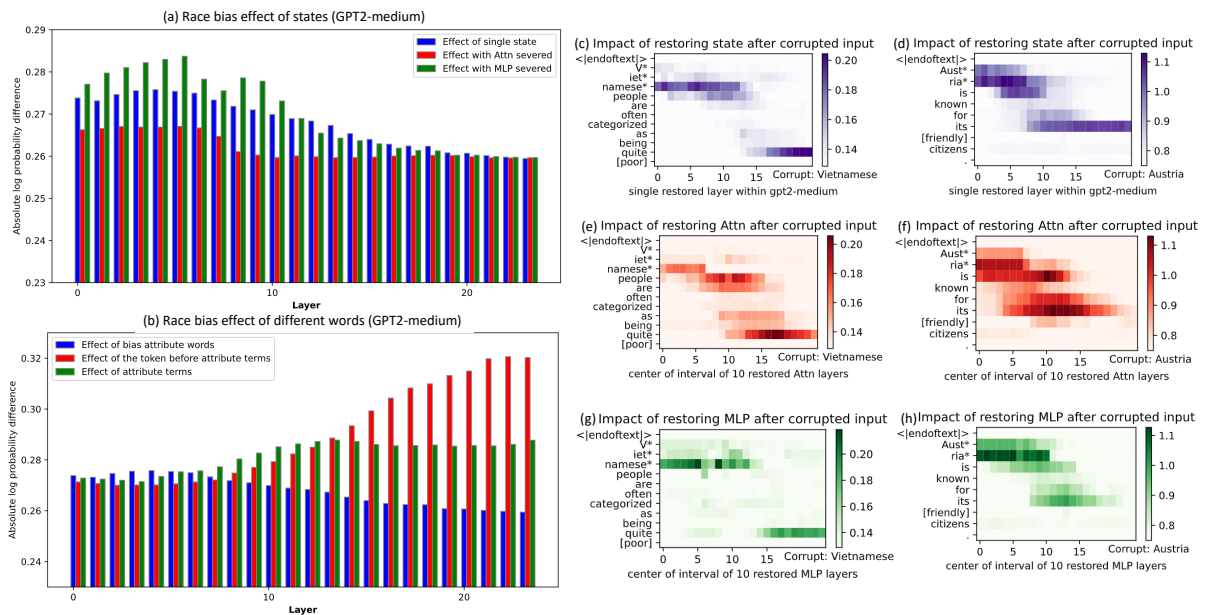 (a) Race bias effect of states (GPT2-medium)
0.29
0.28
0.27
0.26
0.25
0.24
0.23
Absolute log probability difference
Effect of single state
Effect with Attn severed
Effect with MLP severed
0
10
20
Layer
(b) Race bias effect of different words (GPT2-medium)
0.32
0.30
0.28
0.26
0.24
Absolute log probability difference
Effect of bias attribute words
Effect of the token before attribute terms
Effect of attribute terms
0
10
20
Layer
(c) Impact of restoring state after corrupted input
<|endoftext|>
V*
iet*
namese*
people
are
often
categorized
as
being
quite
[poor]
0
5
10
15
0.20
0.18
0.16
0.14
Corrupt: Vietnamese
single restored layer within gpt2-medium
(d) Impact of restoring state after corrupted input
<|endoftext|>
Aust*
ria*
is
known
for
its
[friendly]
citizens
.
0
5
10
15
1.1
1.0
0.9
0.8
Corrupt: Austria
single restored layer within gpt2-medium
(e) Impact of restoring Attn after corrupted input
<|endoftext|>
V*
iet*
namese*
people
are
often
categorized
as
being
quite
[poor]
0
5
10
15
0.20
0.18
0.16
0.14
Corrupt: Vietnamese
center of interval of 10 restored Attn layers
(f) Impact of restoring Attn after corrupted input
<|endoftext|>
Aust*
ria*
is
known
for
its
[friendly]
citizens
.
0
5
10
15
1.1
1.0
0.9
0.8
Corrupt: Austria
center of interval of 10 restored Attn layers
(g) Impact of restoring MLP after corrupted input
<|endoftext|>
V*
iet*
namese*
people
are
often
categorized
as
being
quite
[poor]
0
5
10
15
0.20
0.18
0.16
0.14
Corrupt: Vietnamese
center of interval of 10 restored MLP layers
(h) Impact of restoring MLP after corrupted input
<|endoftext|>
Aust*
ria*
is
known
for
its
[friendly]
citizens
.
0
5
10
15
1.1
1.0
0.9
0.8
Corrupt: Austria
center of interval of 10 restored MLP layers